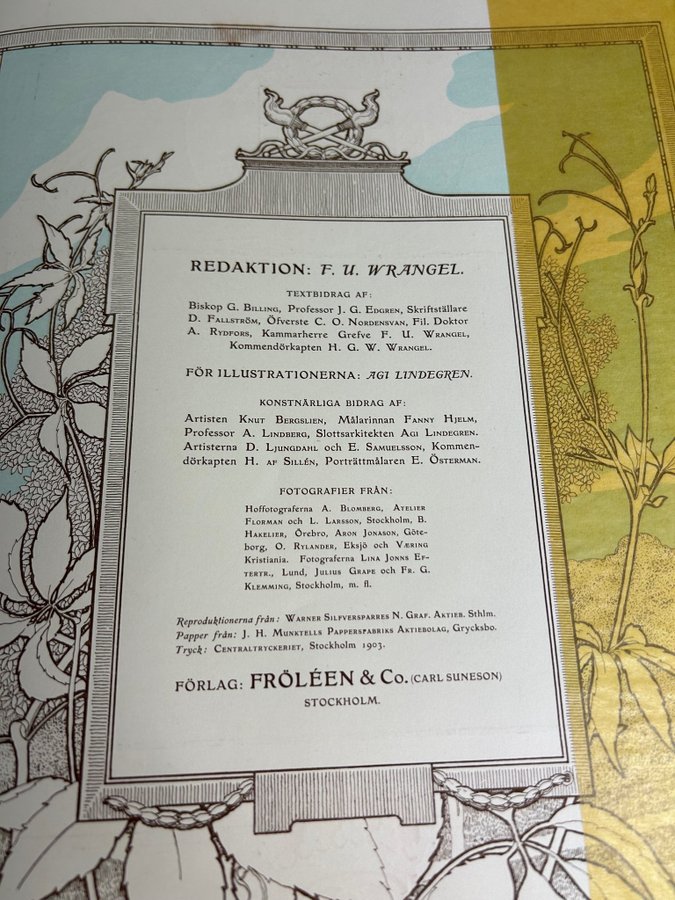 REDAKTION: F. U. WRANGEL.
TEXTBIDRAG AF:
Biskop G. Billing, Professor J. G. Edgren, Skriftställare
D. Fallström, Öfverste C. O. Nordensvan, Fil. Doktor
A. Rydfors, Kammarherre Grefve F. U. Wrangel,
Kommendörkapten H. G. W. Wrangel.
FÖR ILLUSTRATIONERNA: AGI LINDEGREN.
KONSTNÄRLIGA BIDRAG AF:
Artisten Knut Bergslien, Målarinnan Fanny Hjelm,
Professor A. Lindberg, Slottsarkitekten Agi Lindegren.
Artisterna D. Ljungdahl och E. Samuelsson, Kommen-
dörkapten H. af Sillén, Porträttmålaren E. Österman.
FOTOGRAFIER FRÅN:
Hoffotograferna A. Blomberg, Atelier
Florman och L. Larsson, Stockholm, B.
Hakelier, Örebro, Aron Jonason, Göte-
borg, O. Rylander, Eksjö och Væring
Kristiania. Fotograferna Lina Jonns Ef-
tertr., Lund, Julius Grape och Fr. G.
Klemming, Stockholm, m. fl.
Reproduktionerna från: Warner Silfversparres N. Graf. Aktieb. Sthlm.
Papper från: J. H. Munktells Pappersfabriks Aktiebolag, Grycksbo.
Tryck: Centraltryckeriet, Stockholm 1903.
FÖRLAG: FRÖLÉEN & Co. (CARL SUNESON)
STOCKHOLM.